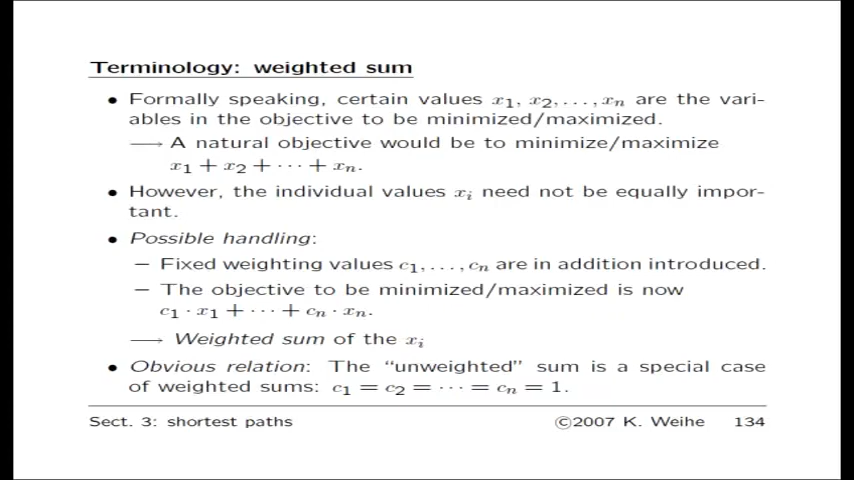 Terminology: weighted sum
• Formally speaking, certain values x₁, x₂, . . . , xₙ are the vari-
ables in the objective to be minimized/maximized.
⟶ A natural objective would be to minimize/maximize
x₁ + x₂ + · · · + xₙ.
• However, the individual values xᵢ need not be equally impor-
tant.
• Possible handling:
– Fixed weighting values c₁, . . . , cₙ are in addition introduced.
– The objective to be minimized/maximized is now
c₁ · x₁ + · · · + cₙ · xₙ.
⟶ Weighted sum of the xᵢ
• Obvious relation: The “unweighted” sum is a special case
of weighted sums: c₁ = c₂ = · · · = cₙ = 1.
Sect. 3: shortest paths ©2007 K. Weihe 134